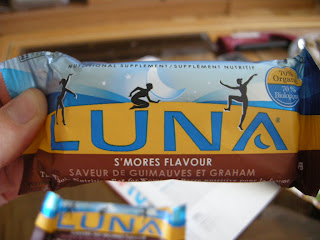 NUTRITIONAL SUPPLEMENT/SUPPLÉMENT NUTRITIF
70% Organic
70 %
Biologique
LUNA
S'MORES FLAVOUR
SAVEUR DE GUIMAUVES ET GRAHAM
LUNA